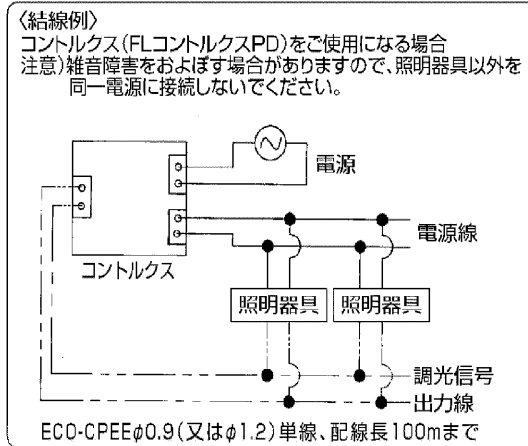 〈結線例〉
コントルクス(FLコントルクスPD)をご使用になる場合
注意)雑音障害をおよぼす場合がありますので、照明器具以外を
同一電源に接続しないでください。
電源
電源線
コントルクス
照明器具 照明器具
調光信号
出力線
ECO-CPEEφ0.9(又はφ1.2)単線、配線長100mまで